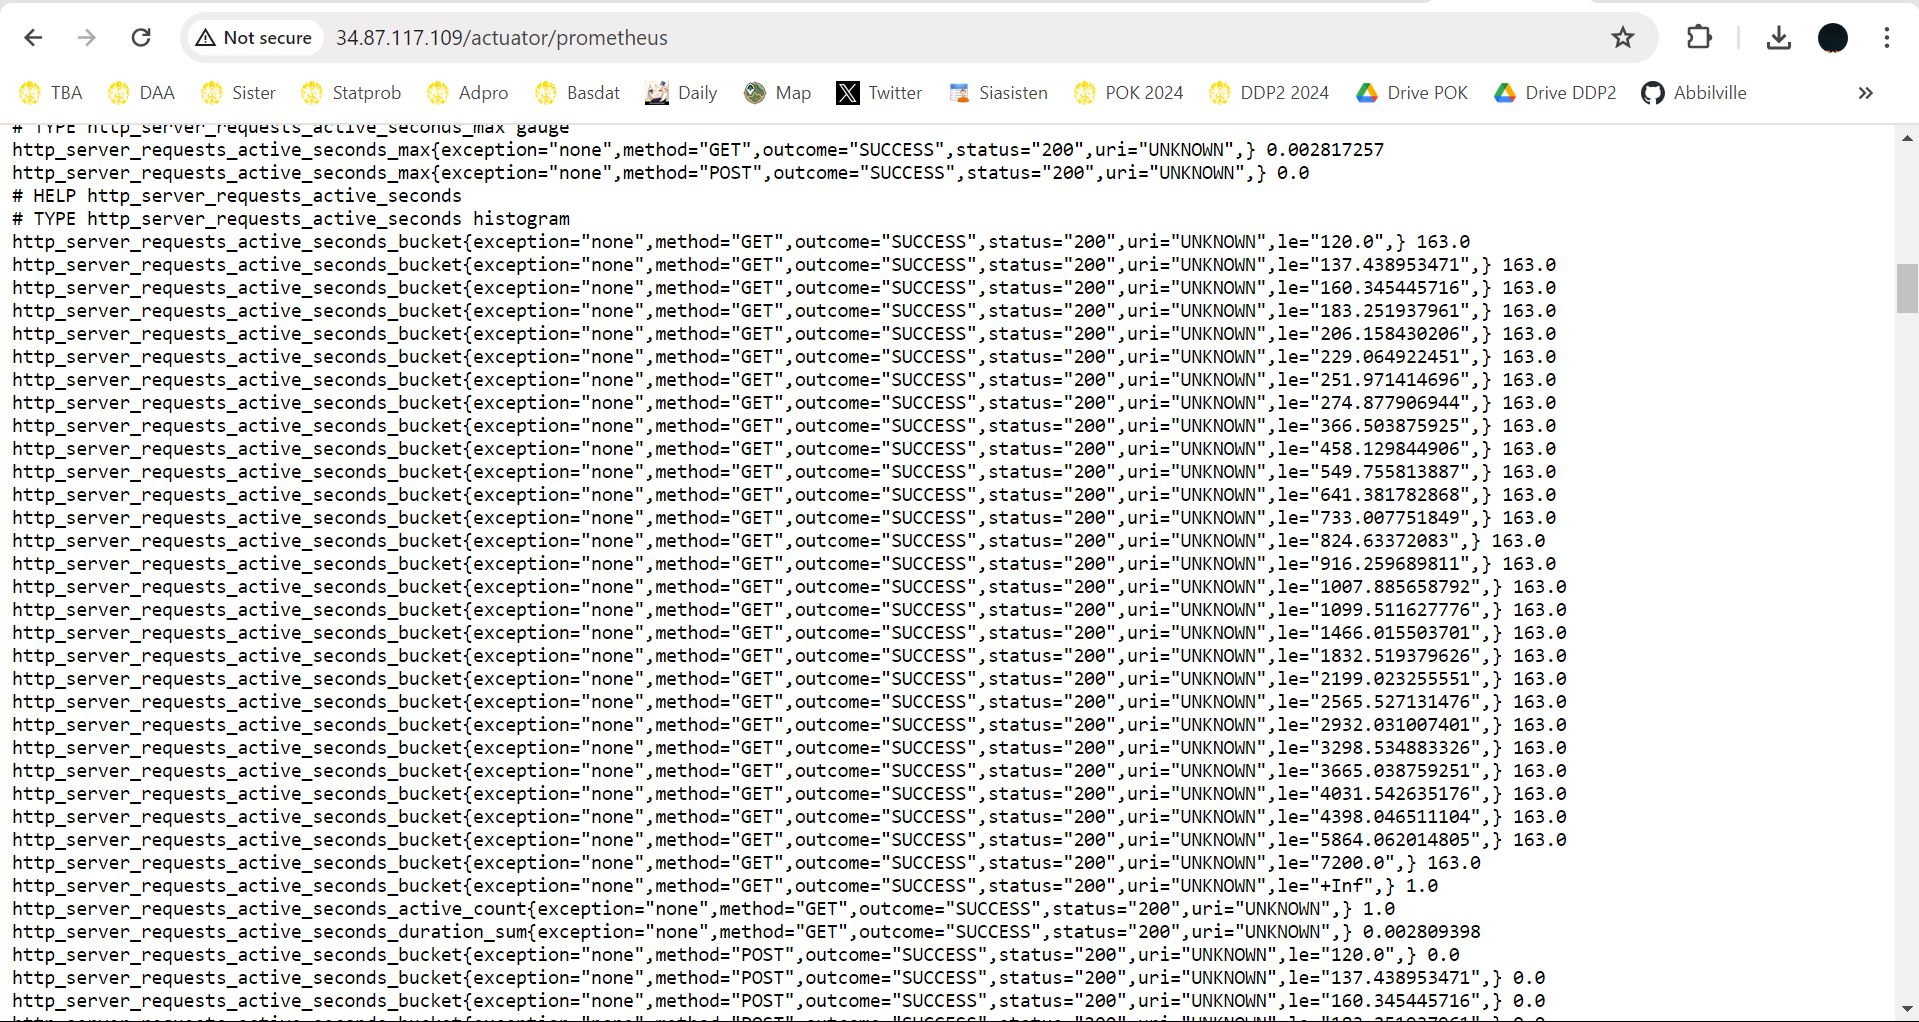 Not secure 34.87.117.109/actuator/prometheus
TBA DAA Sister Statprob Adpro Basdat Daily Map Twitter Siasisten POK 2024 DDP2 2024 Drive POK Drive DDP2 Abbilville
# TYPE http_server_requests_active_seconds_max gauge
http_server_requests_active_seconds_max{exception="none",method="GET",outcome="SUCCESS",status="200",uri="UNKNOWN",} 0.002817257
http_server_requests_active_seconds_max{exception="none",method="POST",outcome="SUCCESS",status="200",uri="UNKNOWN",} 0.0
# HELP http_server_requests_active_seconds
# TYPE http_server_requests_active_seconds histogram
http_server_requests_active_seconds_bucket{exception="none",method="GET",outcome="SUCCESS",status="200",uri="UNKNOWN",le="120.0",} 163.0
http_server_requests_active_seconds_bucket{exception="none",method="GET",outcome="SUCCESS",status="200",uri="UNKNOWN",le="137.438953471",} 163.0
http_server_requests_active_seconds_bucket{exception="none",method="GET",outcome="SUCCESS",status="200",uri="UNKNOWN",le="160.345445716",} 163.0
http_server_requests_active_seconds_bucket{exception="none",method="GET",outcome="SUCCESS",status="200",uri="UNKNOWN",le="183.251937961",} 163.0
http_server_requests_active_seconds_bucket{exception="none",method="GET",outcome="SUCCESS",status="200",uri="UNKNOWN",le="206.158430206",} 163.0
http_server_requests_active_seconds_bucket{exception="none",method="GET",outcome="SUCCESS",status="200",uri="UNKNOWN",le="229.064922451",} 163.0
http_server_requests_active_seconds_bucket{exception="none",method="GET",outcome="SUCCESS",status="200",uri="UNKNOWN",le="251.971414696",} 163.0
http_server_requests_active_seconds_bucket{exception="none",method="GET",outcome="SUCCESS",status="200",uri="UNKNOWN",le="274.877906944",} 163.0
http_server_requests_active_seconds_bucket{exception="none",method="GET",outcome="SUCCESS",status="200",uri="UNKNOWN",le="366.503875925",} 163.0
http_server_requests_active_seconds_bucket{exception="none",method="GET",outcome="SUCCESS",status="200",uri="UNKNOWN",le="458.129844906",} 163.0
http_server_requests_active_seconds_bucket{exception="none",method="GET",outcome="SUCCESS",status="200",uri="UNKNOWN",le="549.755813887",} 163.0
http_server_requests_active_seconds_bucket{exception="none",method="GET",outcome="SUCCESS",status="200",uri="UNKNOWN",le="641.381782868",} 163.0
http_server_requests_active_seconds_bucket{exception="none",method="GET",outcome="SUCCESS",status="200",uri="UNKNOWN",le="733.007751849",} 163.0
http_server_requests_active_seconds_bucket{exception="none",method="GET",outcome="SUCCESS",status="200",uri="UNKNOWN",le="824.63372083",} 163.0
http_server_requests_active_seconds_bucket{exception="none",method="GET",outcome="SUCCESS",status="200",uri="UNKNOWN",le="916.259689811",} 163.0
http_server_requests_active_seconds_bucket{exception="none",method="GET",outcome="SUCCESS",status="200",uri="UNKNOWN",le="1007.885658792",} 163.0
http_server_requests_active_seconds_bucket{exception="none",method="GET",outcome="SUCCESS",status="200",uri="UNKNOWN",le="1099.511627776",} 163.0
http_server_requests_active_seconds_bucket{exception="none",method="GET",outcome="SUCCESS",status="200",uri="UNKNOWN",le="1466.015503701",} 163.0
http_server_requests_active_seconds_bucket{exception="none",method="GET",outcome="SUCCESS",status="200",uri="UNKNOWN",le="1832.519379626",} 163.0
http_server_requests_active_seconds_bucket{exception="none",method="GET",outcome="SUCCESS",status="200",uri="UNKNOWN",le="2199.023255551",} 163.0
http_server_requests_active_seconds_bucket{exception="none",method="GET",outcome="SUCCESS",status="200",uri="UNKNOWN",le="2565.527131476",} 163.0
http_server_requests_active_seconds_bucket{exception="none",method="GET",outcome="SUCCESS",status="200",uri="UNKNOWN",le="2932.031007401",} 163.0
http_server_requests_active_seconds_bucket{exception="none",method="GET",outcome="SUCCESS",status="200",uri="UNKNOWN",le="3298.534883326",} 163.0
http_server_requests_active_seconds_bucket{exception="none",method="GET",outcome="SUCCESS",status="200",uri="UNKNOWN",le="3665.038759251",} 163.0
http_server_requests_active_seconds_bucket{exception="none",method="GET",outcome="SUCCESS",status="200",uri="UNKNOWN",le="4031.542635176",} 163.0
http_server_requests_active_seconds_bucket{exception="none",method="GET",outcome="SUCCESS",status="200",uri="UNKNOWN",le="4398.046511104",} 163.0
http_server_requests_active_seconds_bucket{exception="none",method="GET",outcome="SUCCESS",status="200",uri="UNKNOWN",le="5864.062014805",} 163.0
http_server_requests_active_seconds_bucket{exception="none",method="GET",outcome="SUCCESS",status="200",uri="UNKNOWN",le="7200.0",} 163.0
http_server_requests_active_seconds_bucket{exception="none",method="GET",outcome="SUCCESS",status="200",uri="UNKNOWN",le="+Inf",} 1.0
http_server_requests_active_seconds_active_count{exception="none",method="GET",outcome="SUCCESS",status="200",uri="UNKNOWN",} 1.0
http_server_requests_active_seconds_duration_sum{exception="none",method="GET",outcome="SUCCESS",status="200",uri="UNKNOWN",} 0.002809398
http_server_requests_active_seconds_bucket{exception="none",method="POST",outcome="SUCCESS",status="200",uri="UNKNOWN",le="120.0",} 0.0
http_server_requests_active_seconds_bucket{exception="none",method="POST",outcome="SUCCESS",status="200",uri="UNKNOWN",le="137.438953471",} 0.0
http_server_requests_active_seconds_bucket{exception="none",method="POST",outcome="SUCCESS",status="200",uri="UNKNOWN",le="160.345445716",} 0.0